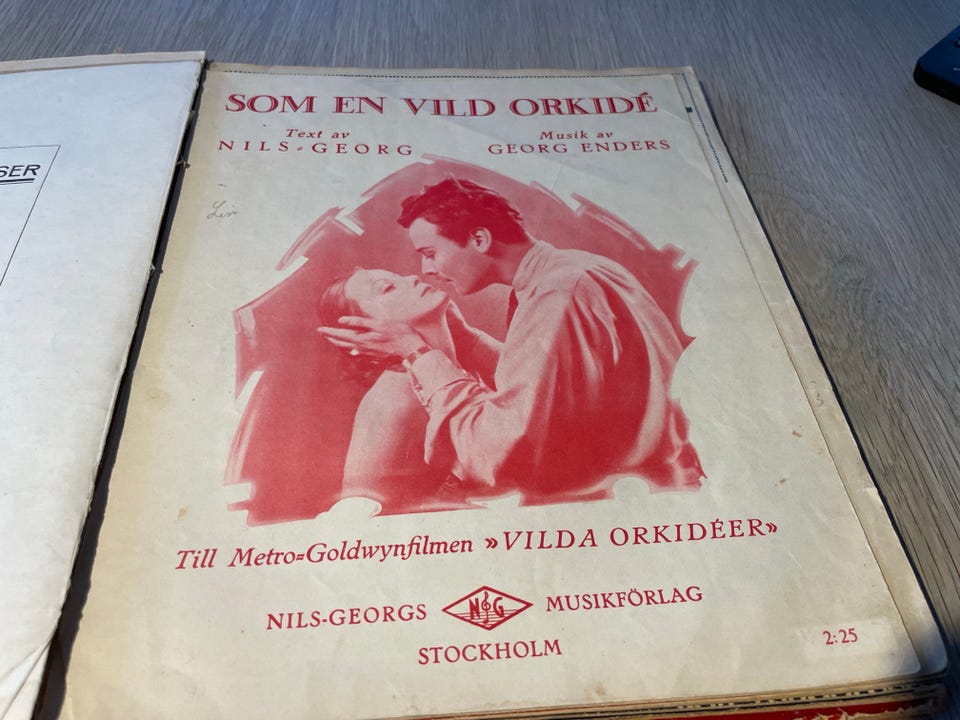 SER
SOM EN VILD ORKIDÉ
Text av
NILS-GEORG
Musik av
GEORG ENDERS
Till Metro-Goldwynfilmen »VILDA ORKIDÉER»
NILS-GEORGS NG MUSIKFÖRLAG
STOCKHOLM
2:25